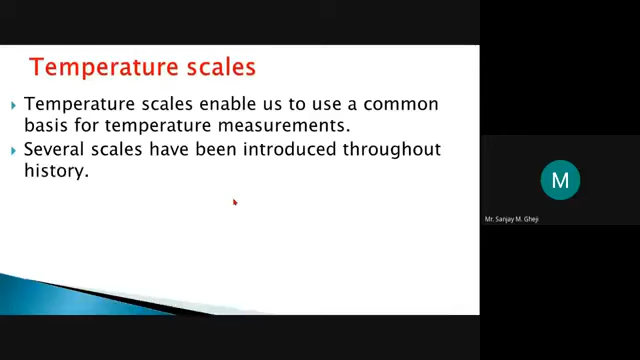 Temperature scales
Temperature scales enable us to use a common
basis for temperature measurements.
Several scales have been introduced throughout
history.
M
Mr. Sanjay M. Gheji